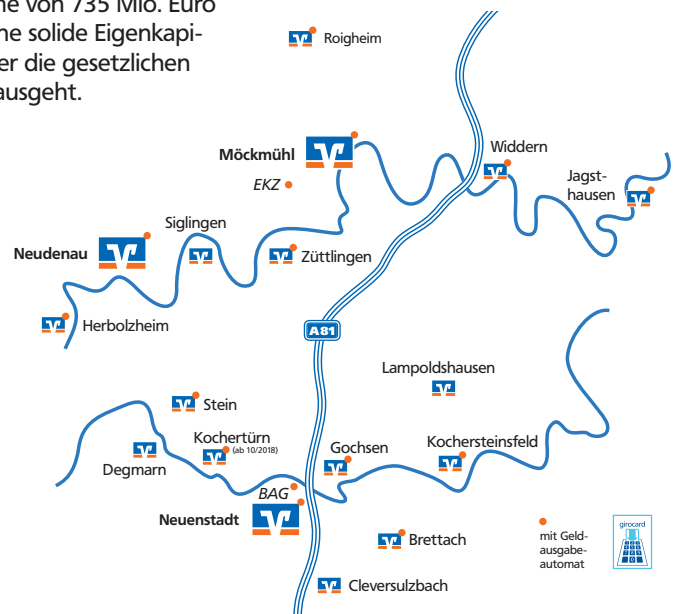 ne von 735 Mio. Euro
ne solide Eigenkapi-
er die gesetzlichen
ausgeht.
Roigheim
Möckmühl
Widdern
EKZ
Jagst-
hausen
Siglingen
Neudenau
Züttlingen
Herbolzheim
A81
Lampoldshausen
Stein
Kochertürn
(ab 10/2018)
Gochsen
Kochersteinsfeld
Degmarn
BAG
Neuenstadt
Brettach
mit Geld-
ausgabe-
automat
girocard
Cleversulzbach